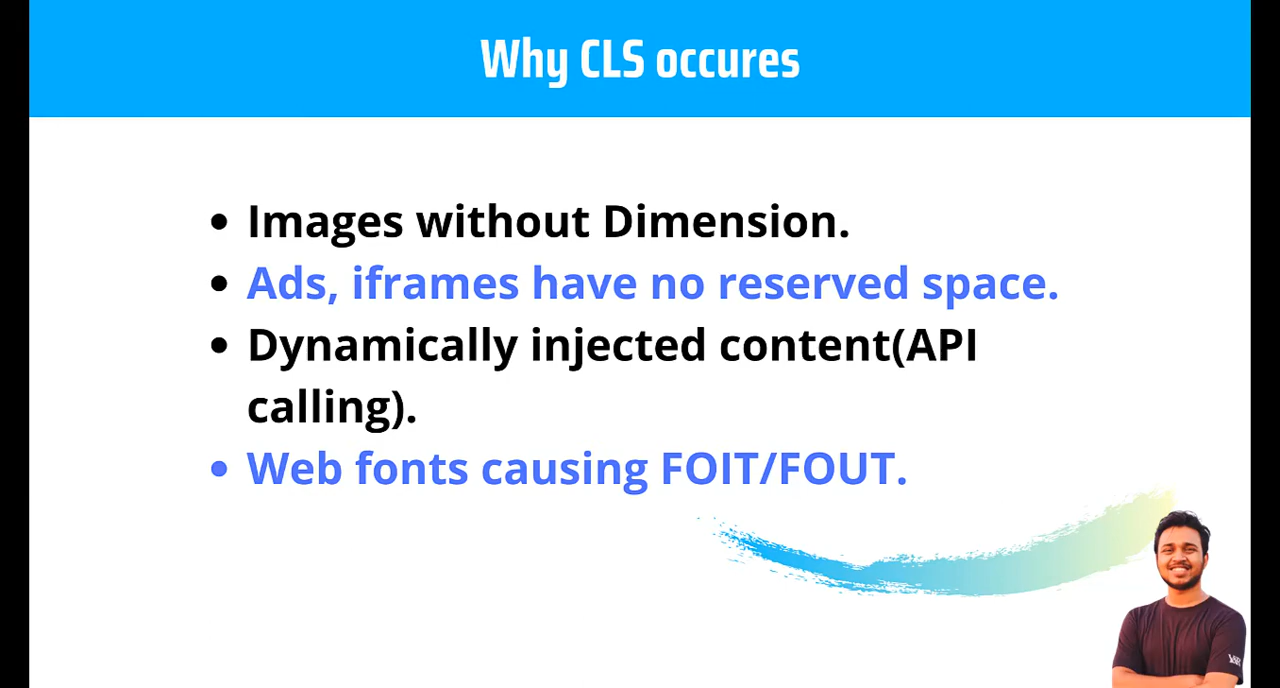 Why CLS occures
• Images without Dimension.
• Ads, iframes have no reserved space.
• Dynamically injected content(API
calling).
• Web fonts causing FOIT/FOUT.